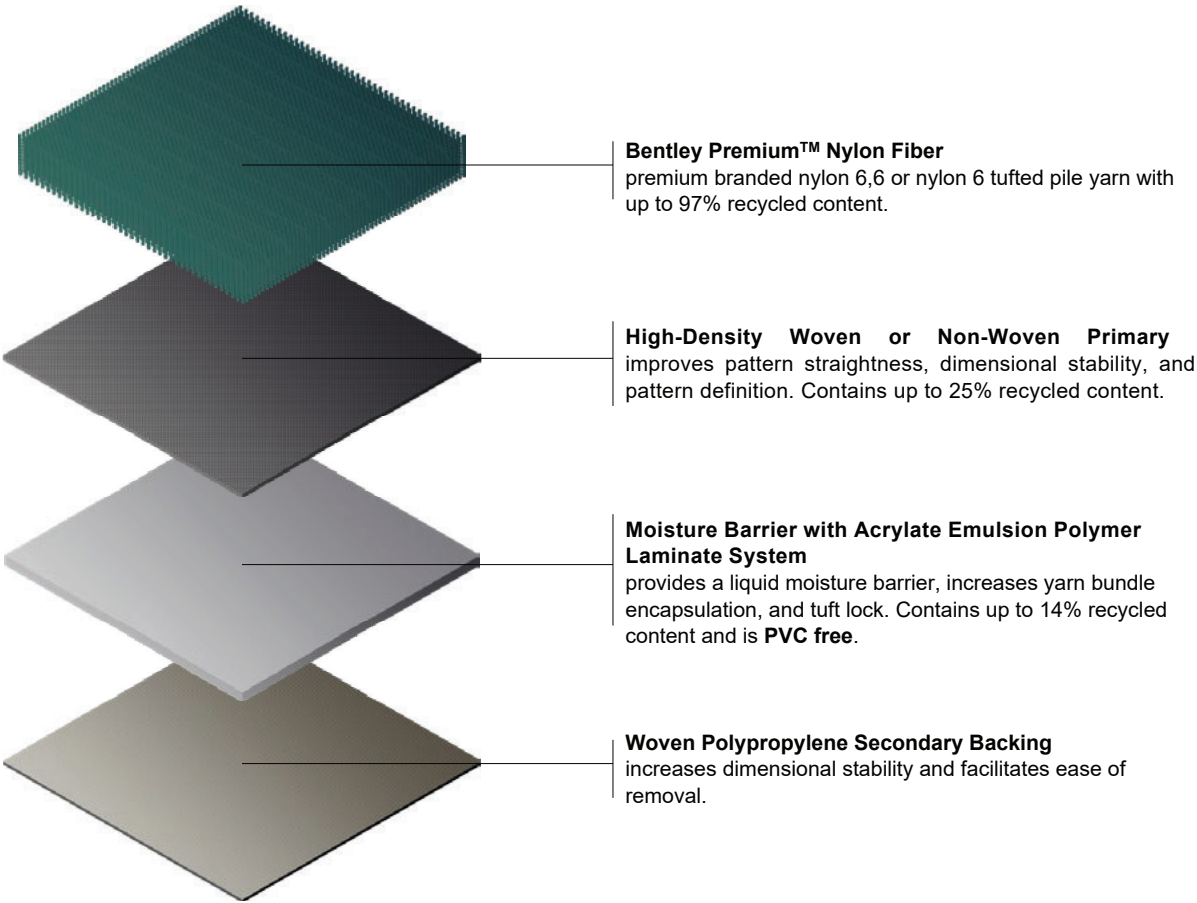 Bentley Premium™ Nylon Fiber
premium branded nylon 6,6 or nylon 6 tufted pile yarn with
up to 97% recycled content.
High-Density Woven or Non-Woven Primary
improves pattern straightness, dimensional stability, and
pattern definition. Contains up to 25% recycled content.
Moisture Barrier with Acrylate Emulsion Polymer
Laminate System
provides a liquid moisture barrier, increases yarn bundle
encapsulation, and tuft lock. Contains up to 14% recycled
content and is PVC free.
Woven Polypropylene Secondary Backing
increases dimensional stability and facilitates ease of
removal.